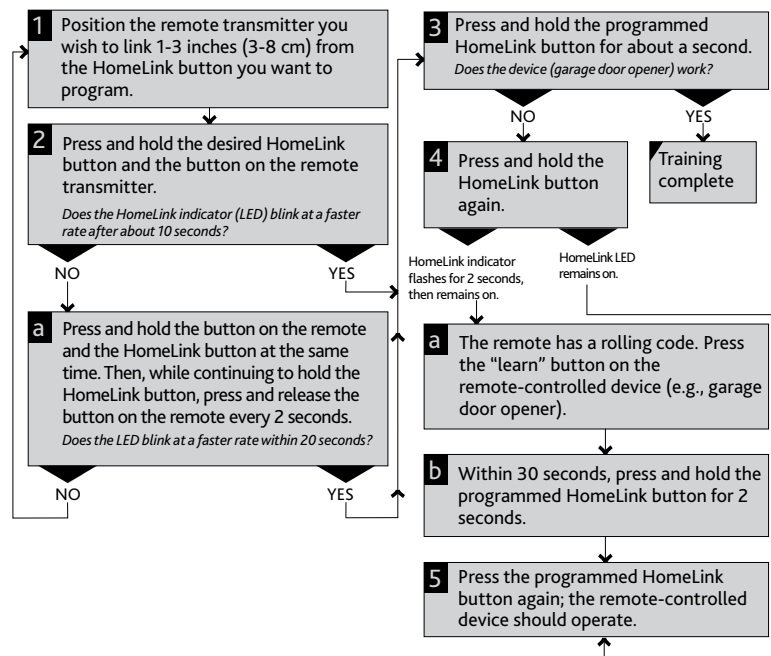 1
Position the remote transmitter you
wish to link 1-3 inches (3-8 cm) from
the HomeLink button you want to
program.
2
Press and hold the desired HomeLink
button and the button on the remote
transmitter.
Does the HomeLink indicator (LED) blink at a faster
rate after about 10 seconds?
NO
YES
a
Press and hold the button on the remote
and the HomeLink button at the same
time. Then, while continuing to hold the
HomeLink button, press and release the
button on the remote every 2 seconds.
Does the LED blink at a faster rate within 20 seconds?
NO
YES
3
Press and hold the programmed
HomeLink button for about a second.
Does the device (garage door opener) work?
NO
YES
4
Press and hold the
HomeLink button
again.
Training
complete
HomeLink indicator
flashes for 2 seconds,
then remains on.
HomeLink LED
remains on.
a
The remote has a rolling code. Press
the “learn” button on the
remote-controlled device (e.g., garage
door opener).
b
Within 30 seconds, press and hold the
programmed HomeLink button for 2
seconds.
5
Press the programmed HomeLink
button again; the remote-controlled
device should operate.